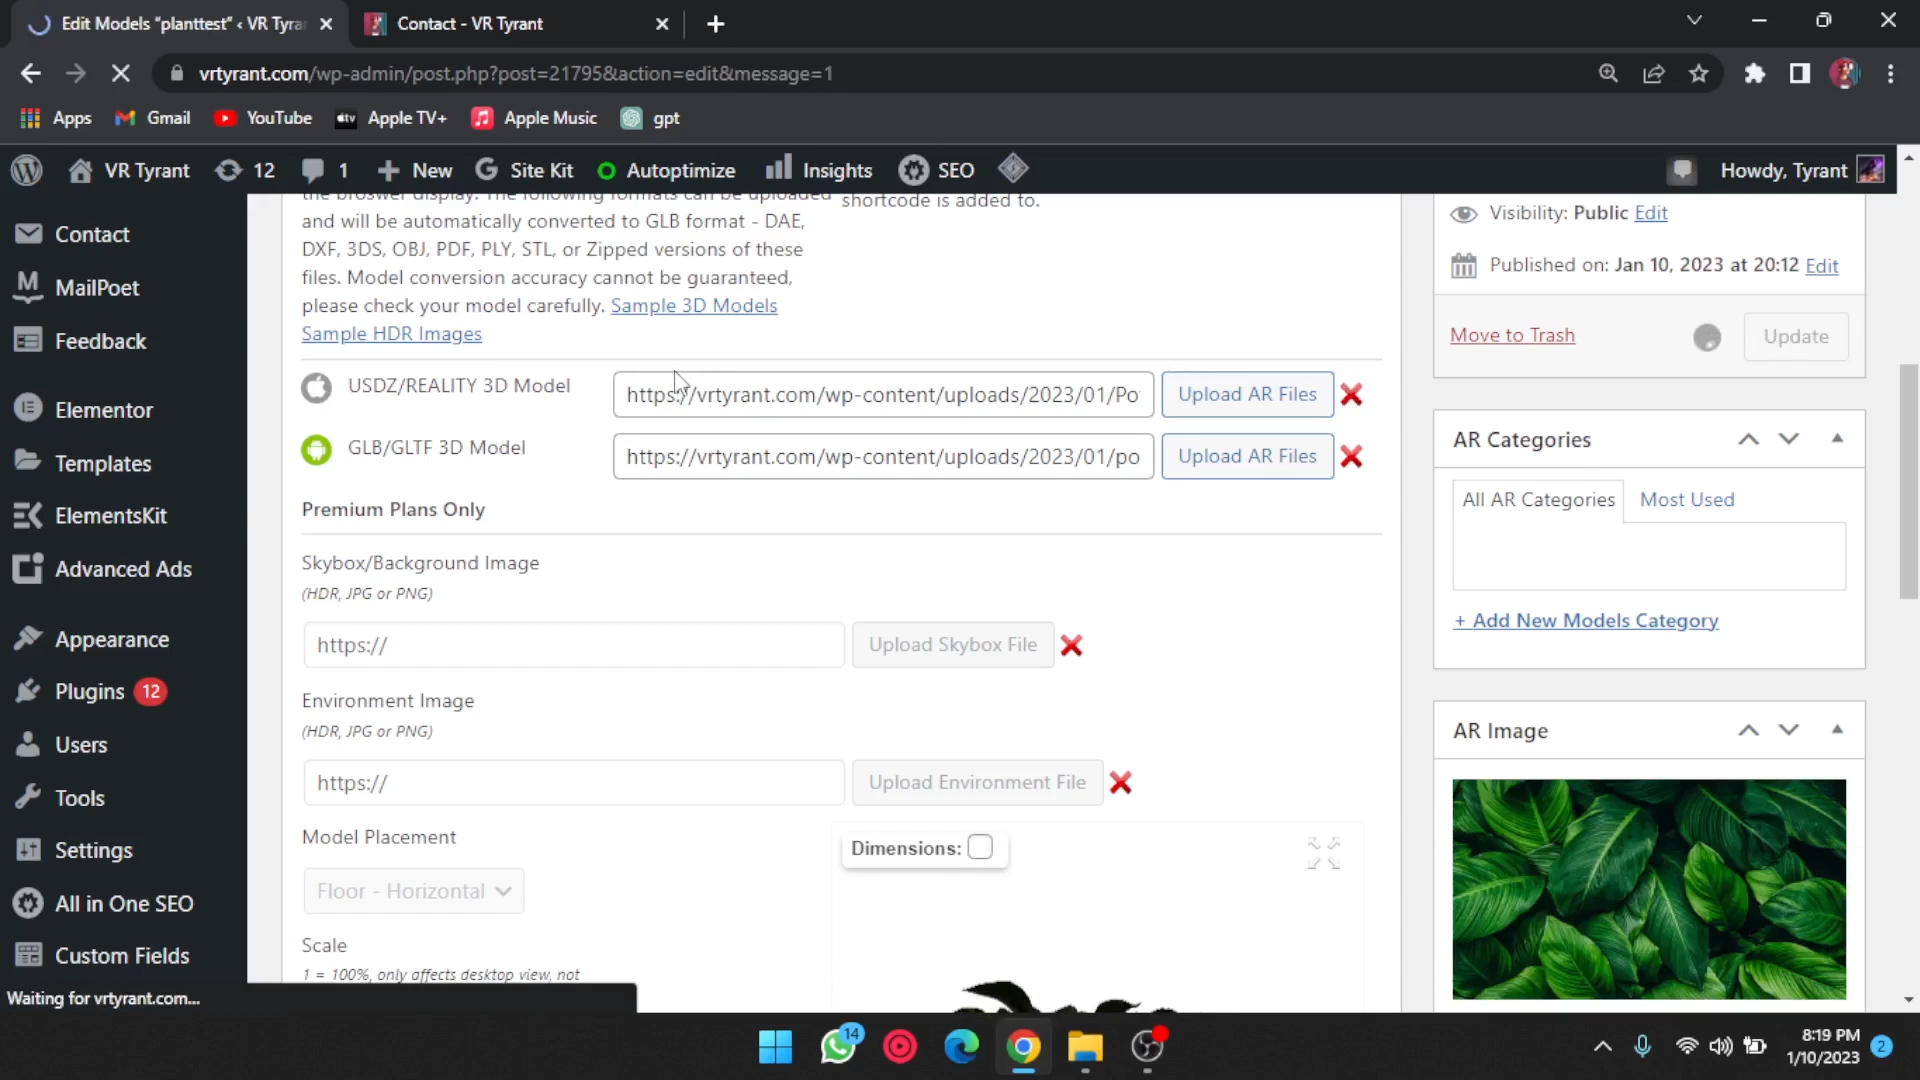 Edit Models "planttest" ‹ VR Tyra
Contact - VR Tyrant
vrtyrant.com/wp-admin/post.php?post=21795&action=edit&message=1
Apps
Gmail
YouTube
Apple TV+
Apple Music
gpt
VR Tyrant
12
1
New
Site Kit
Autoptimize
Insights
SEO
Howdy, Tyrant
Contact
MailPoet
Feedback
Elementor
Templates
ElementsKit
Advanced Ads
Appearance
Plugins 12
Users
Tools
Settings
All in One SEO
Custom Fields
Waiting for vrtyrant.com...
the broswer display. The following formats can be uploaded
and will be automatically converted to GLB format - DAE,
DXF, 3DS, OBJ, PDF, PLY, STL, or Zipped versions of these
files. Model conversion accuracy cannot be guaranteed,
please check your model carefully. Sample 3D Models
Sample HDR Images
shortcode is added to.
USDZ/REALITY 3D Model
https://vrtyrant.com/wp-content/uploads/2023/01/Po
Upload AR Files
GLB/GLTF 3D Model
https://vrtyrant.com/wp-content/uploads/2023/01/po
Upload AR Files
Premium Plans Only
Skybox/Background Image
(HDR, JPG or PNG)
https://
Upload Skybox File
Environment Image
(HDR, JPG or PNG)
https://
Upload Environment File
Model Placement
Floor - Horizontal
Scale
1 = 100%, only affects desktop view, not
Dimensions:
Visibility: Public Edit
Published on: Jan 10, 2023 at 20:12 Edit
Move to Trash
Update
AR Categories
All AR Categories
Most Used
+ Add New Models Category
AR Image
14
8:19 PM
1/10/2023
2